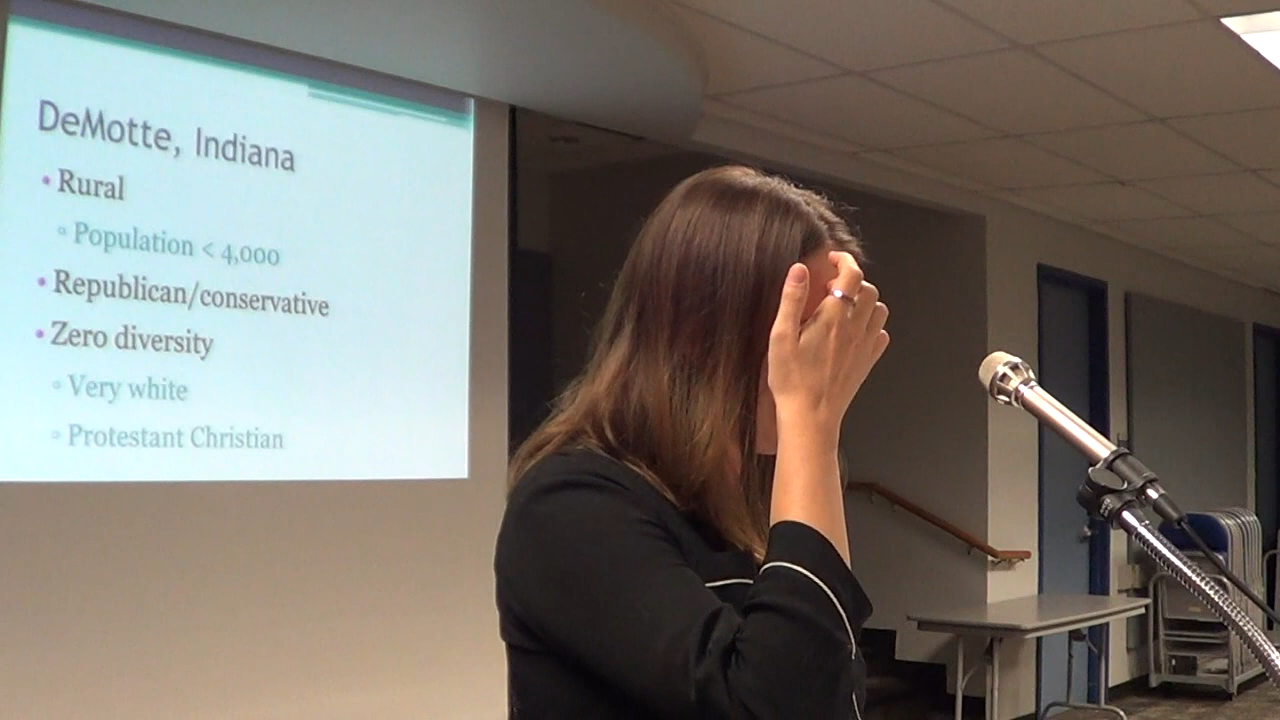 DeMotte, Indiana
• Rural
▫ Population < 4,000
• Republican/conservative
• Zero diversity
▫ Very white
▫ Protestant Christian